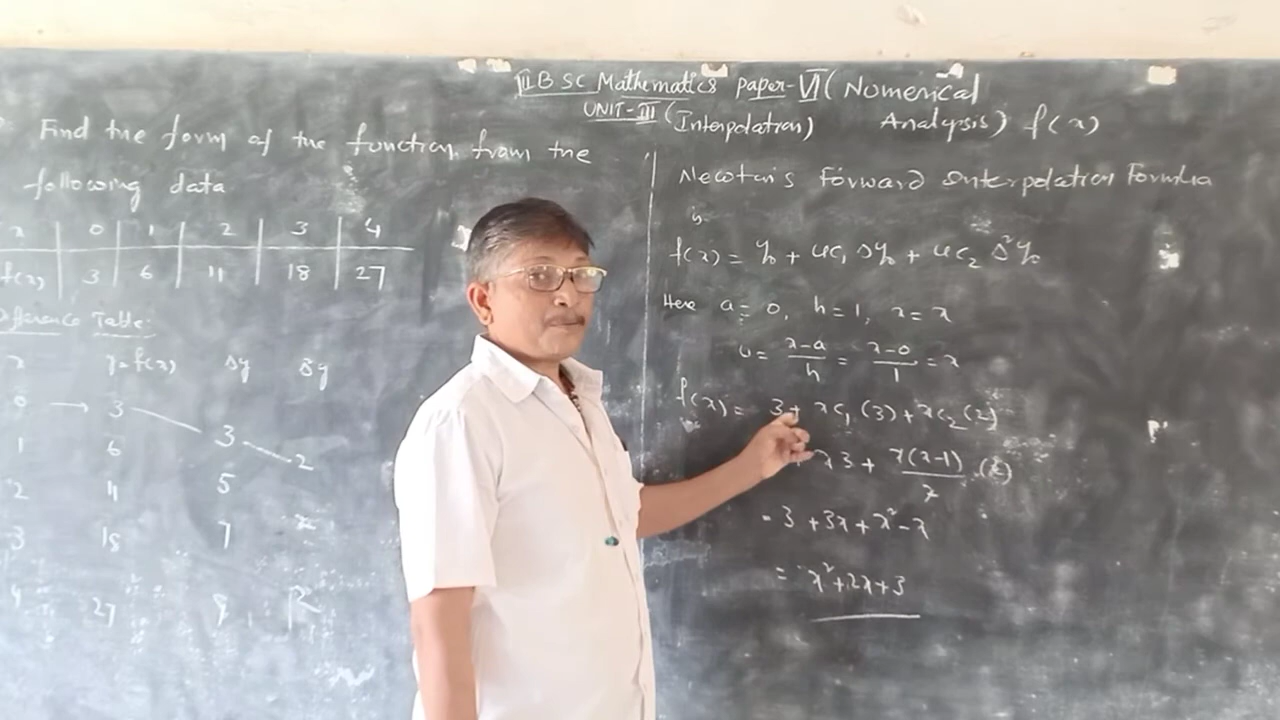 III BSC Mathematics Paper-VI (Numerical Analysis) f(x)
UNIT-III (Interpolation)
Find the form of the function from the
following data
x 0 1 2 3 4
f(x) 3 6 11 18 27
Difference Table:
x y=f(x) Δy Δ²y
0 → 3
3
1 6 2
5
2 11 2
7
3 18 2
9
4 27
Newton's Forward Interpolation Formula
is
f(x) = y₀ + uC₁ Δy₀ + uC₂ Δ²y₀
Here a = 0, h = 1, x = x
u = (x-a)/h = (x-0)/1 = x
f(x) = 3 + xC₁ (3) + xC₂ (2)
x3 + x(x-1)/2 (2)
= 3 + 3x + x² - x
= x² + 2x + 3